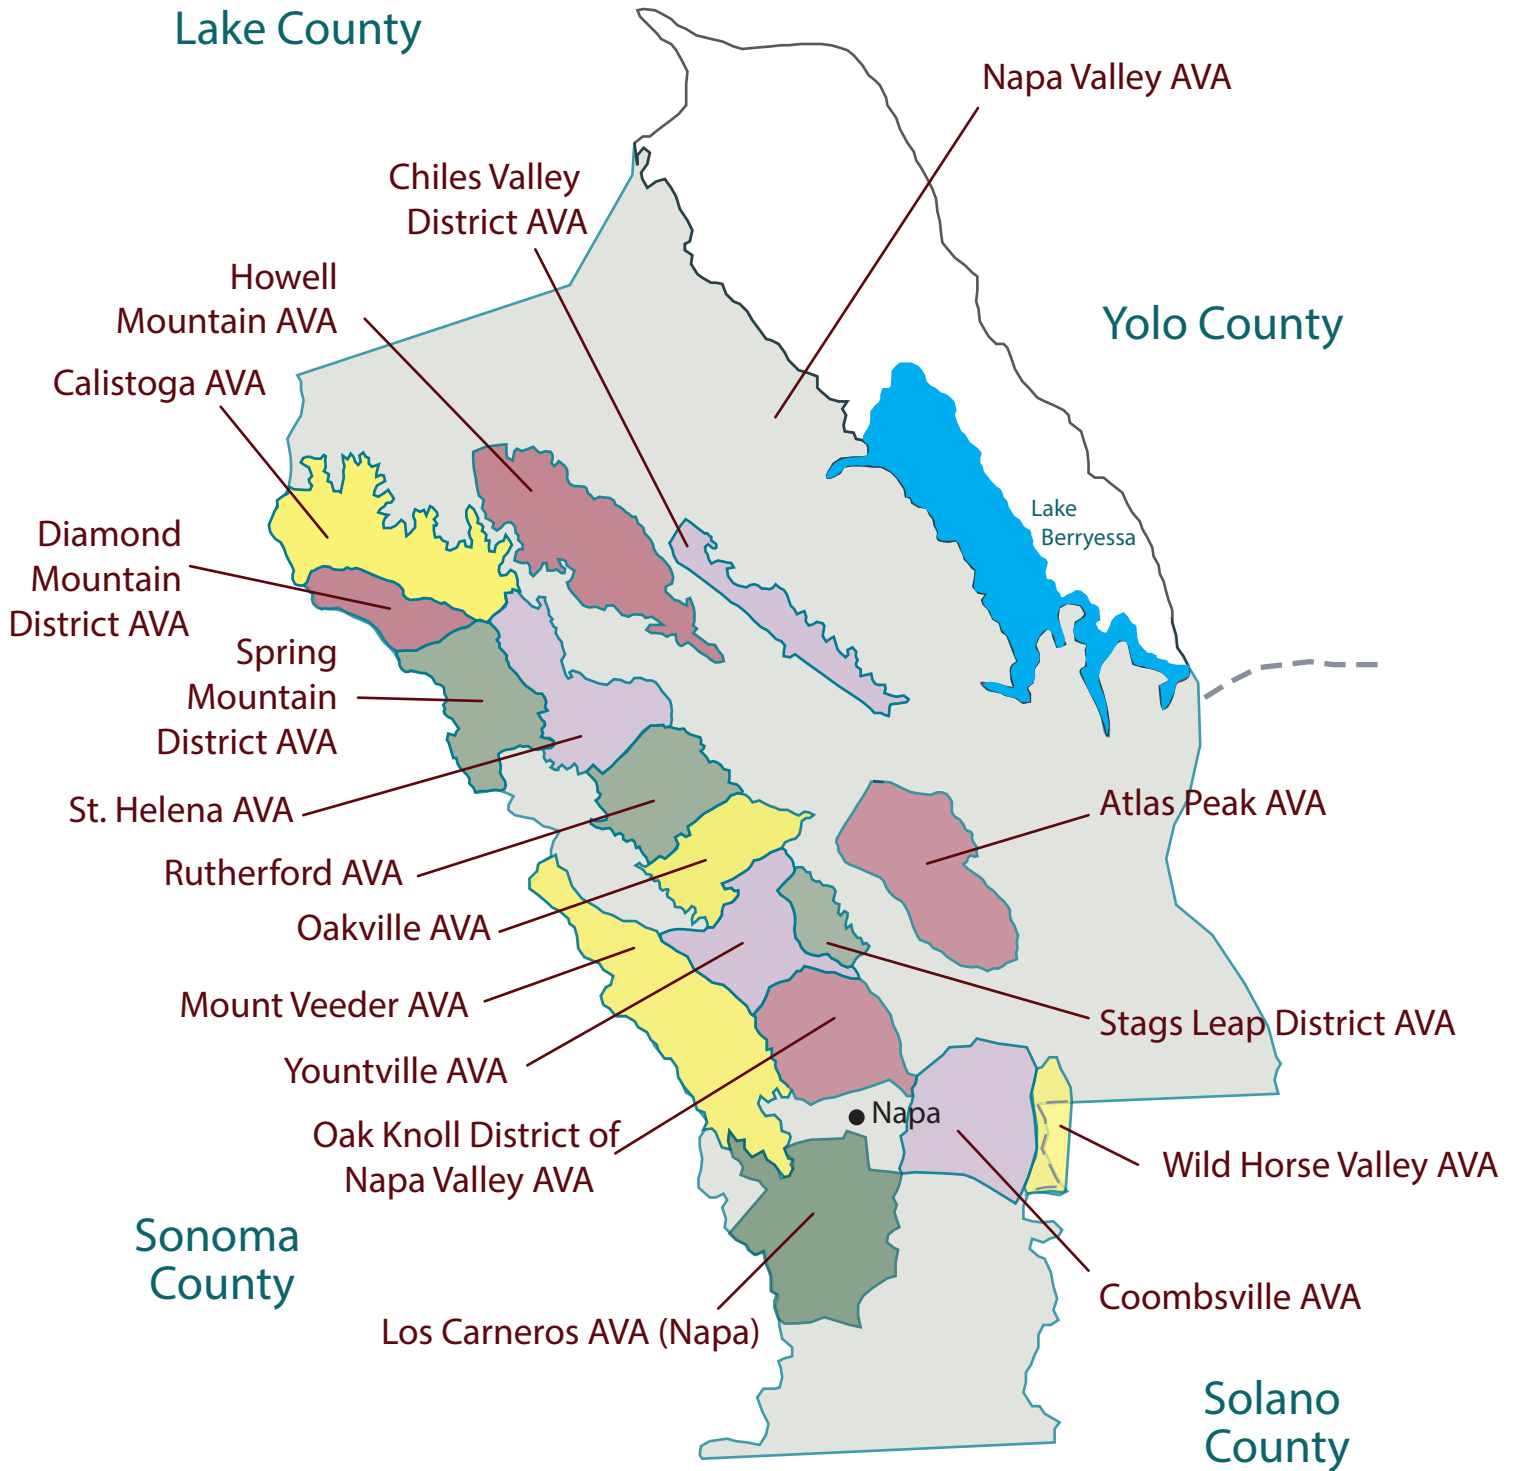 Lake County
Napa Valley AVA
Chiles Valley
District AVA
Howell
Mountain AVA
Yolo County
Calistoga AVA
Lake
Berryessa
Diamond
Mountain
District AVA
Spring
Mountain
District AVA
St. Helena AVA
Atlas Peak AVA
Rutherford AVA
Oakville AVA
Mount Veeder AVA
Stags Leap District AVA
Yountville AVA
Napa
Oak Knoll District of
Napa Valley AVA
Wild Horse Valley AVA
Sonoma
County
Coombsville AVA
Los Carneros AVA (Napa)
Solano
County